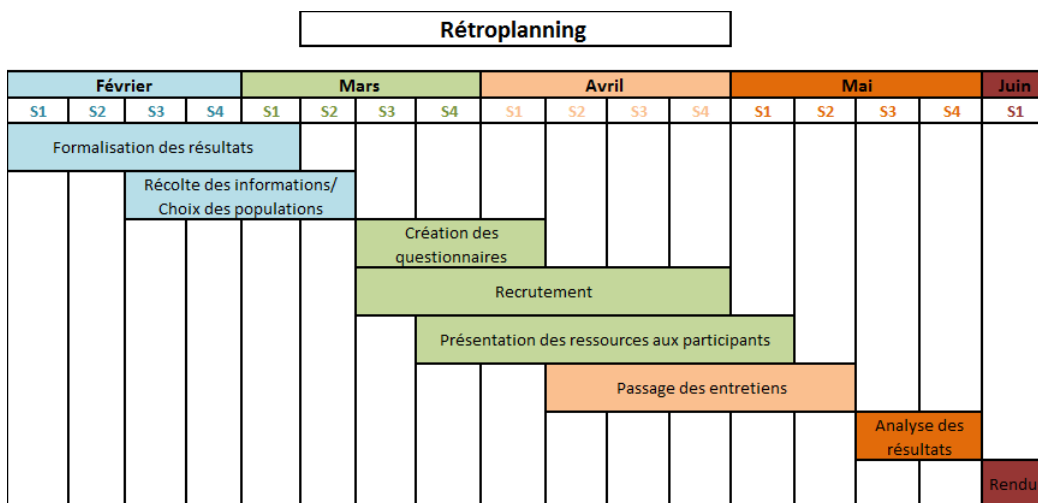 Rétroplanning
Février Mars Avril Mai Juin
S1 S2 S3 S4 S1 S2 S3 S4 S1 S2 S3 S4 S1 S2 S3 S4 S1
Formalisation des résultats
Récolte des informations/
Choix des populations
Création des
questionnaires
Recrutement
Présentation des ressources aux participants
Passage des entretiens
Analyse des
résultats
Rendu